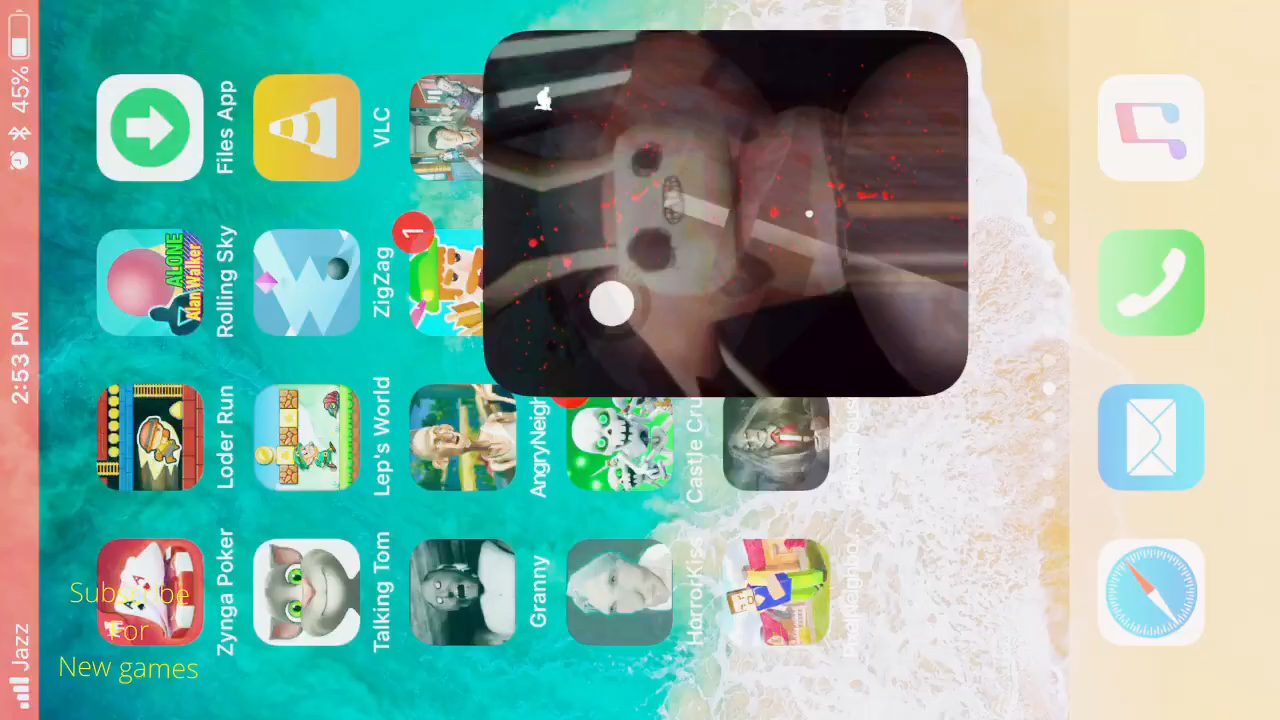 Jazz
2:53 PM
45%
Zynga Poker
Loder Run
Rolling Sky
Files App
ALONE
Alan Walker
Talking Tom
Lep's World
ZigZag
VLC
1
Granny
AngryNeigh
HorrorKiss
Castle Cru
Subscribe
For
New games